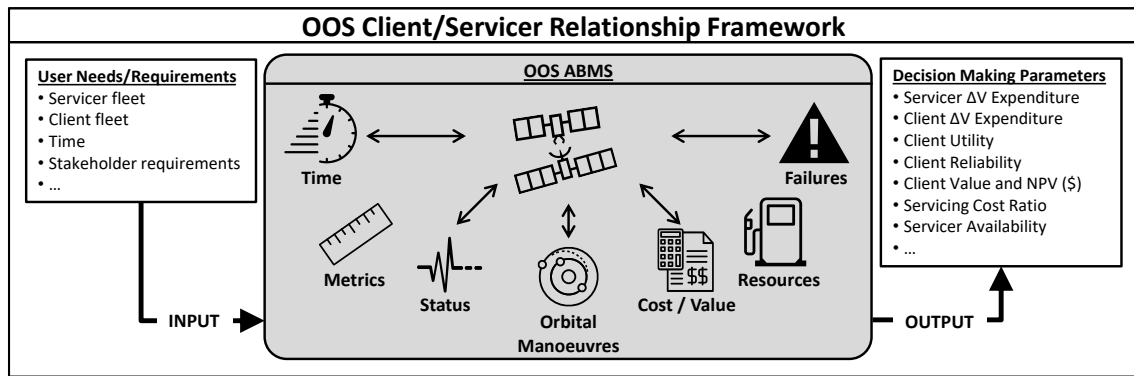 OOS Client/Servicer Relationship Framework
User Needs/Requirements
• Servicer fleet
• Client fleet
• Time
• Stakeholder requirements
• ...
INPUT
OOS ABMS
Time
Failures
Metrics
Status
Orbital
Manoeuvres
$$
Cost / Value
Resources
Decision Making Parameters
• Servicer ΔV Expenditure
• Client ΔV Expenditure
• Client Utility
• Client Reliability
• Client Value and NPV ($)
• Servicing Cost Ratio
• Servicer Availability
• ...
OUTPUT